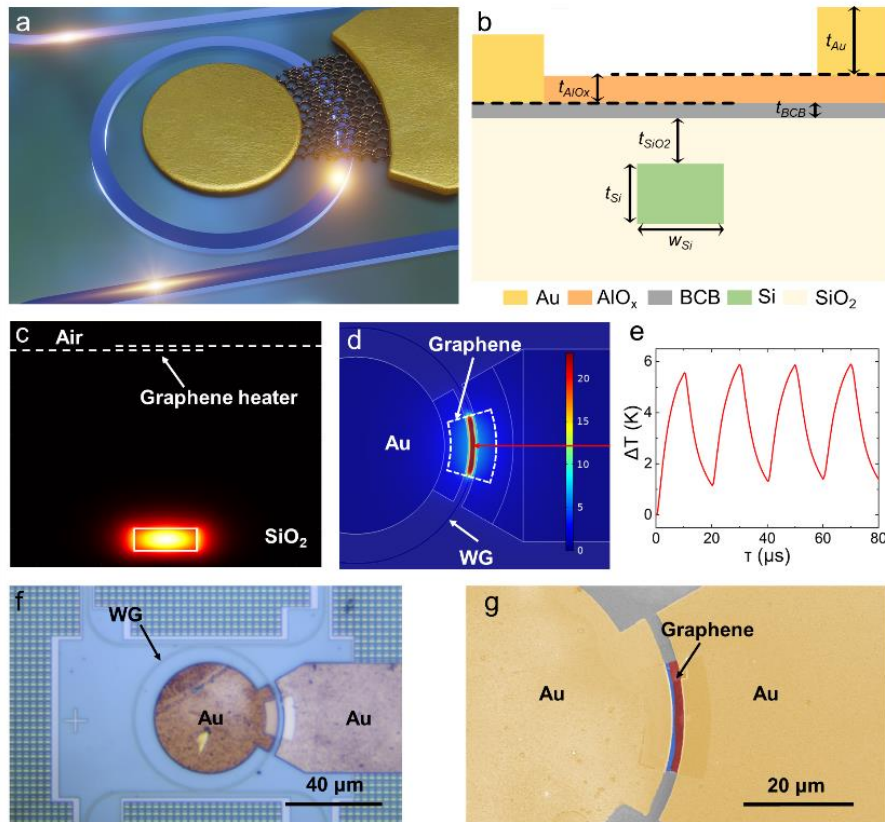 a
b
t_Au
t_AlOx
t_BCB
t_SiO2
t_Si
w_Si
Au AlOₓ BCB Si SiO₂
c
Air
Graphene heater
SiO₂
d
Graphene
Au
WG
20
15
10
5
0
e
6
4
2
0
ΔT (K)
0 20 40 60 80
τ (μs)
f
WG
Au
Au
40 μm
g
Graphene
Au
Au
20 μm